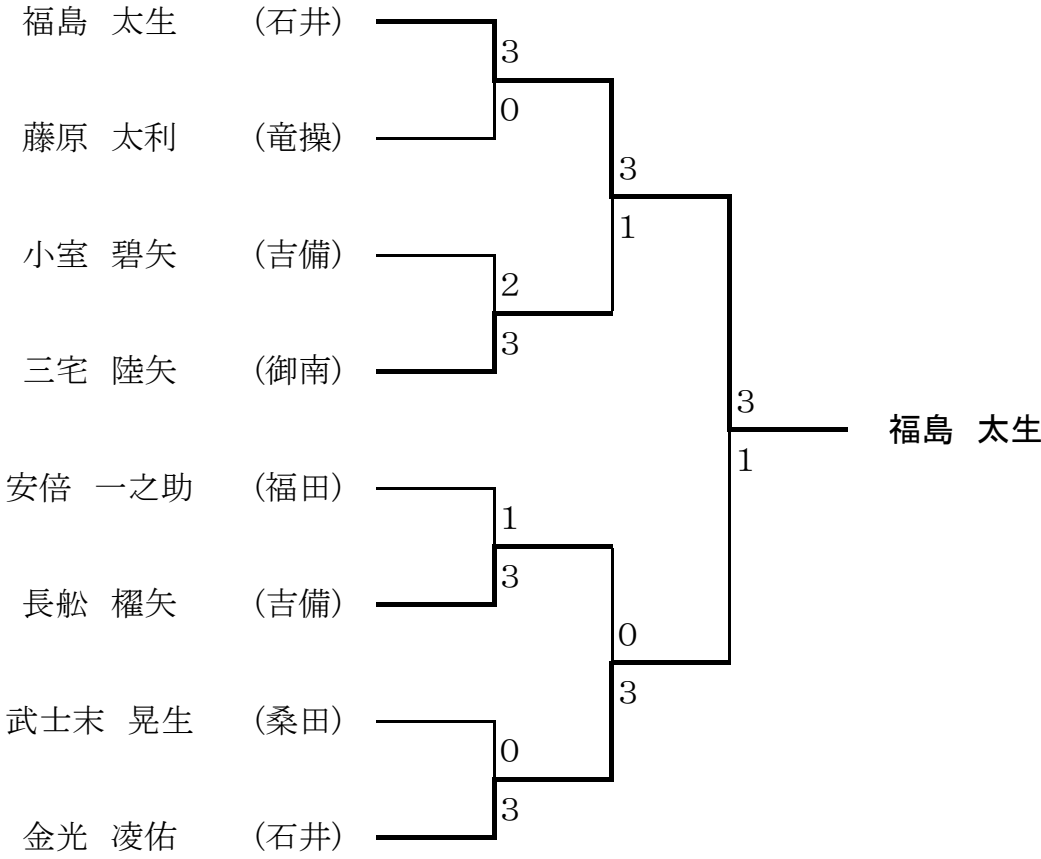 福島 太生 (石井)
3
0
藤原 太利 (竜操)
3
1
小室 碧矢 (吉備)
2
3
三宅 陸矢 (御南)
3
福島 太生
1
安倍 一之助 (福田)
1
3
長舩 櫂矢 (吉備)
0
3
武士末 晃生 (桑田)
0
3
金光 凌佑 (石井)